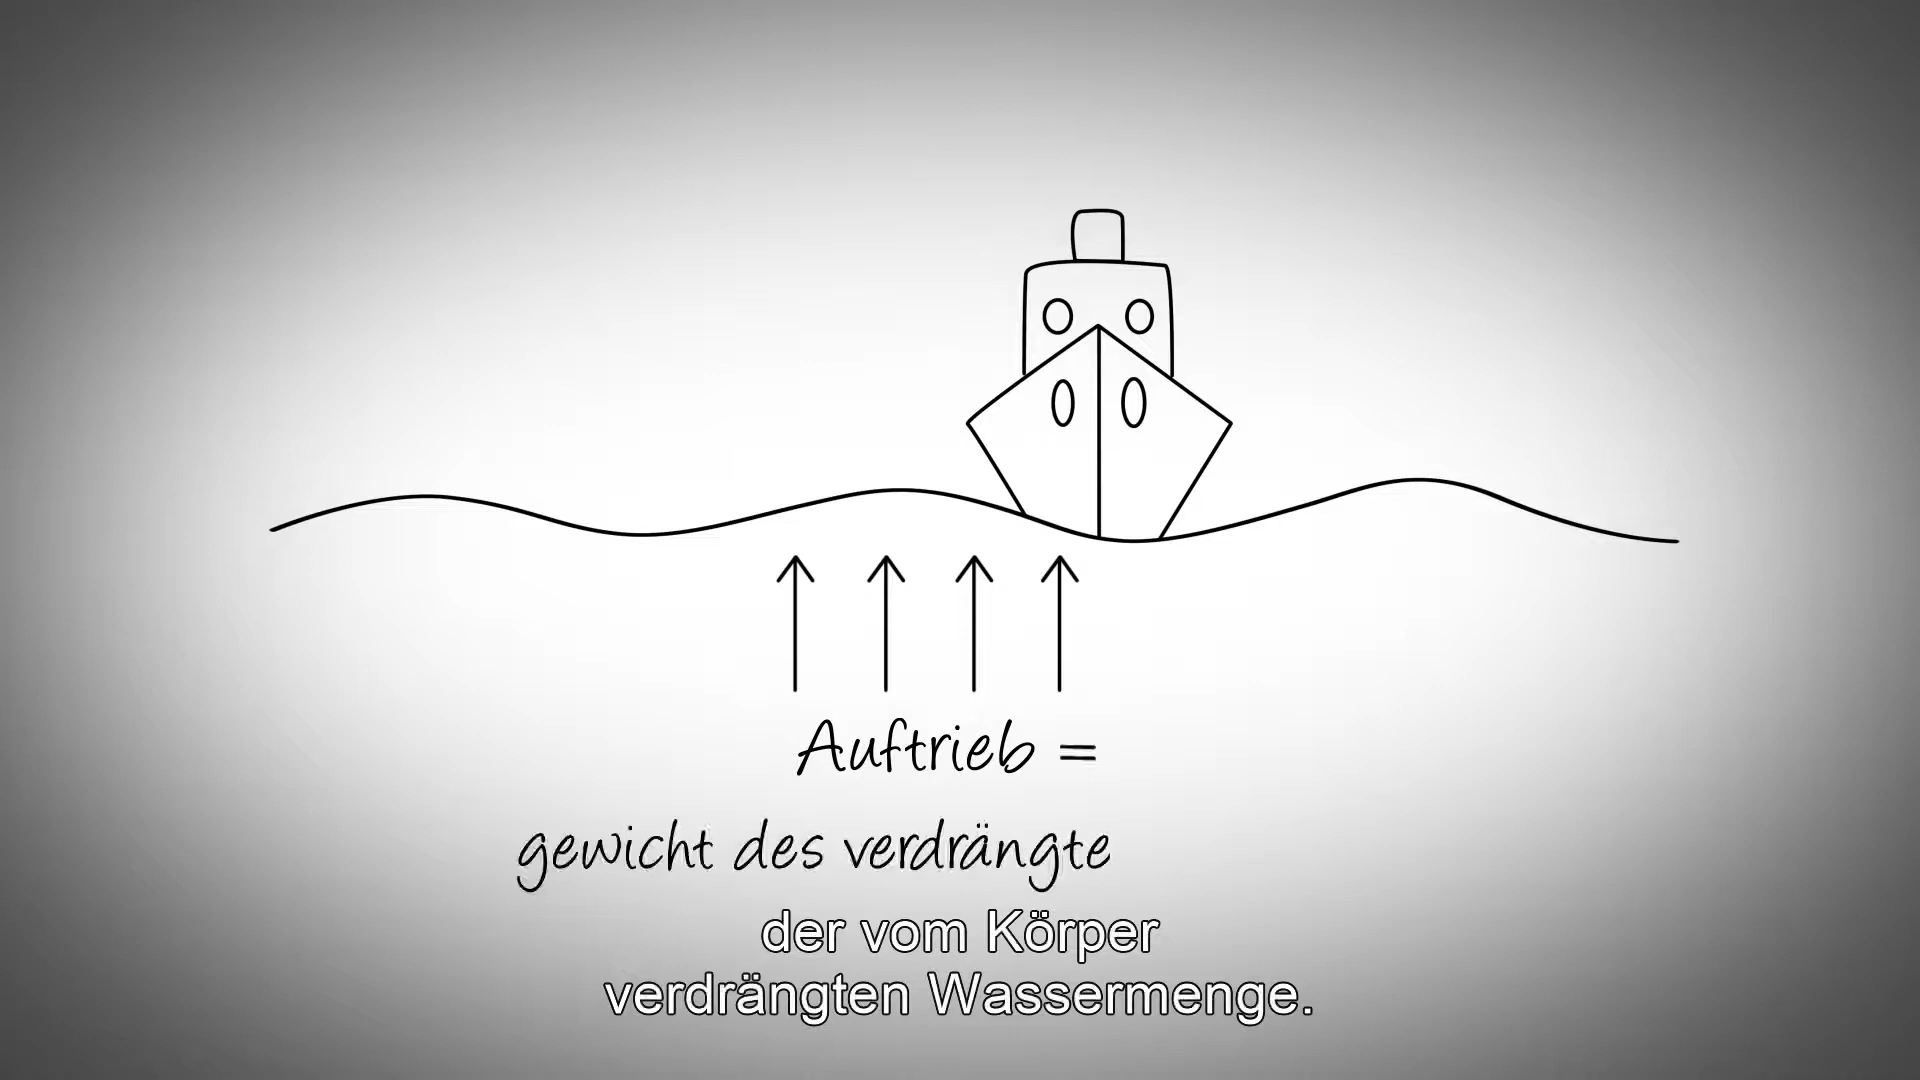 Auftrieb =
gewicht des verdrängte
der vom Körper
verdrängten Wassermenge.